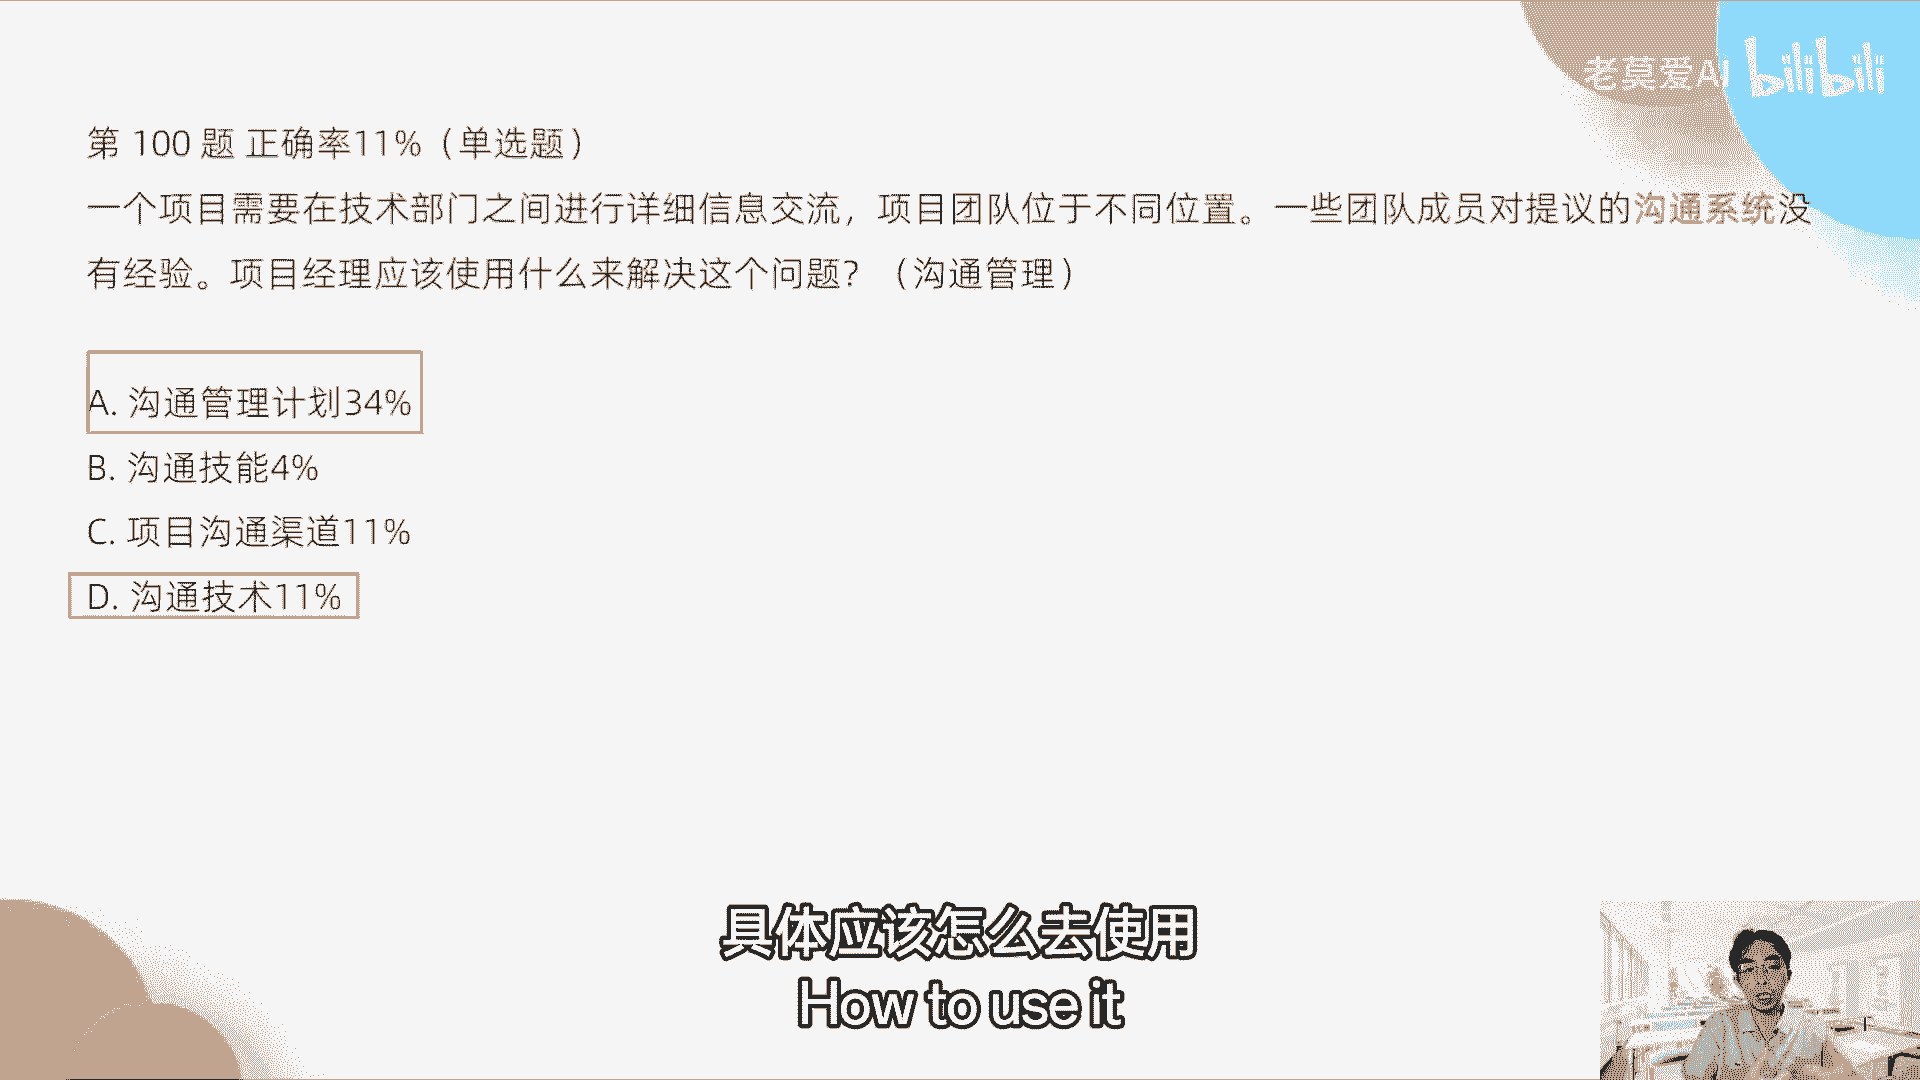 老莫爱AI bilibili
第 100 题 正确率11%（单选题）
一个项目需要在技术部门之间进行详细信息交流，项目团队位于不同位置。一些团队成员对提议的沟通系统没
有经验。项目经理应该使用什么来解决这个问题？（沟通管理）
A. 沟通管理计划34%
B. 沟通技能4%
C. 项目沟通渠道11%
D. 沟通技术11%
具体应该怎么去使用
How to use it